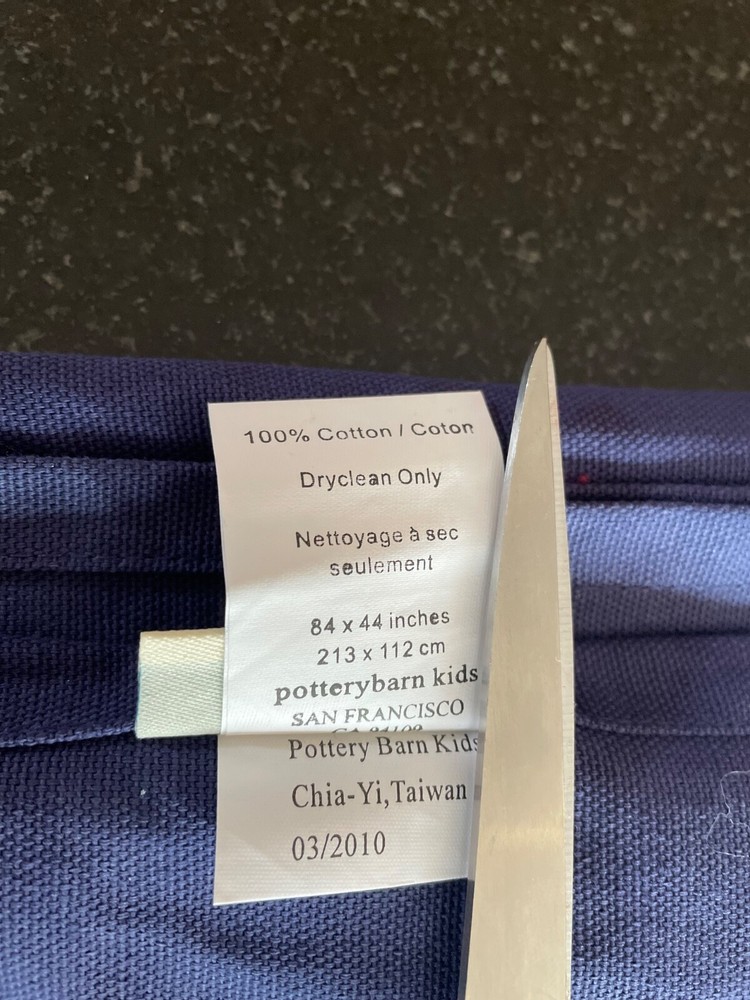 100% Cotton / Coton
Dryclean Only
Nettoyage à sec
seulement
84 x 44 inches
213 x 112 cm
potterybarn kids
SAN FRANCISCO
Pottery Barn Kids
Chia-Yi,Taiwan
03/2010